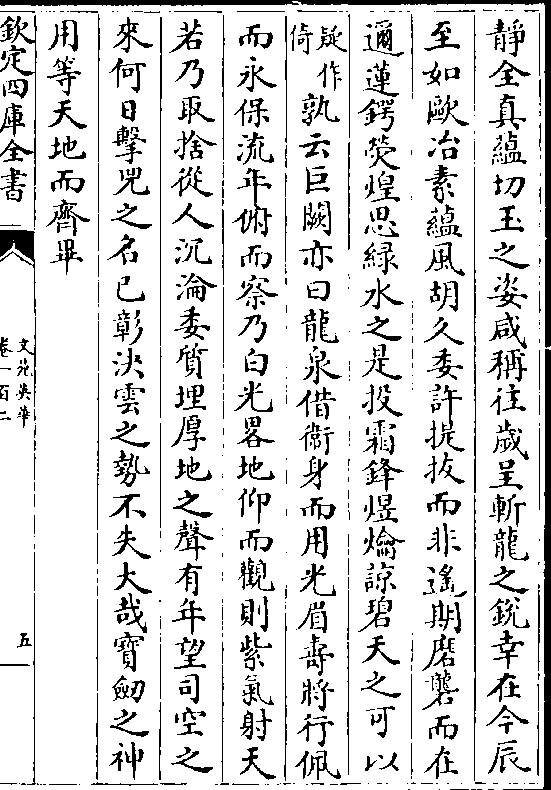 靜全真蘊切玉之姿咸稱往歲呈斬龍之銳幸在今辰
至如歐冶素蘊風胡久委許提拔而非遙期磨礱而在
邇蓮鍔熒煌思緑水之是投霜鋒煜爚諒碧天之可以
疑作倚孰云巨闕亦曰龍泉借衞身而用光眉壽將行佩
而永保流年俯而察乃白光畧地仰而觀則紫氣射天
若乃取捨從人沉淪委質埋厚地之聲有年望司空之
來何日擊兕之名已彰決雲之勢不失大哉寶劒之神
用等天地而齊畢
欽定四庫全書
文苑英華
卷一百二
五